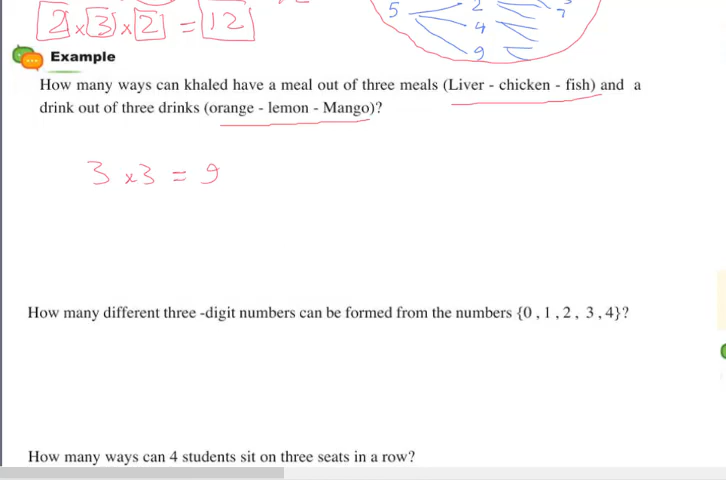 2 × 3 × 2 = 12
5 2 7
4
9
Example
How many ways can khaled have a meal out of three meals (Liver - chicken - fish) and a
drink out of three drinks (orange - lemon - Mango)?
3 × 3 = 9
How many different three -digit numbers can be formed from the numbers {0 , 1 , 2 , 3 , 4}?
How many ways can 4 students sit on three seats in a row?